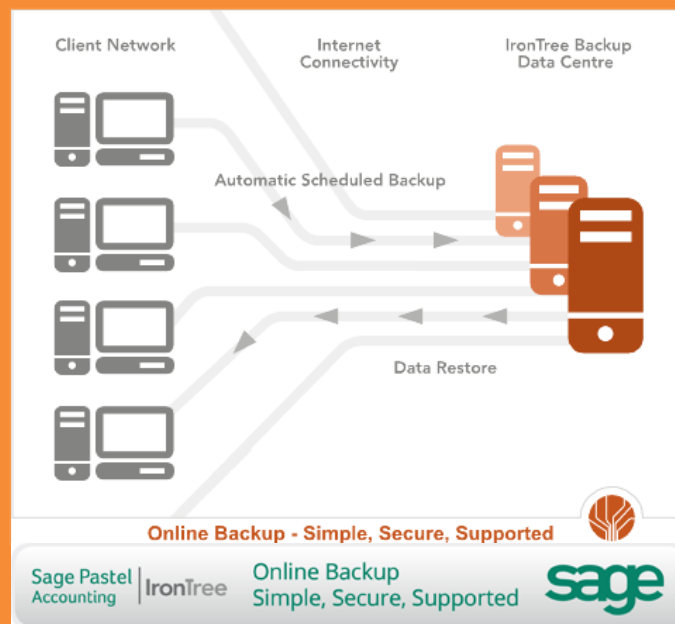 Client Network
Internet
Connectivity
IronTree Backup
Data Centre
Automatic Scheduled Backup
Data Restore
Online Backup - Simple, Secure, Supported
Sage Pastel
Accounting
IronTree
Online Backup
Simple, Secure, Supported
sage